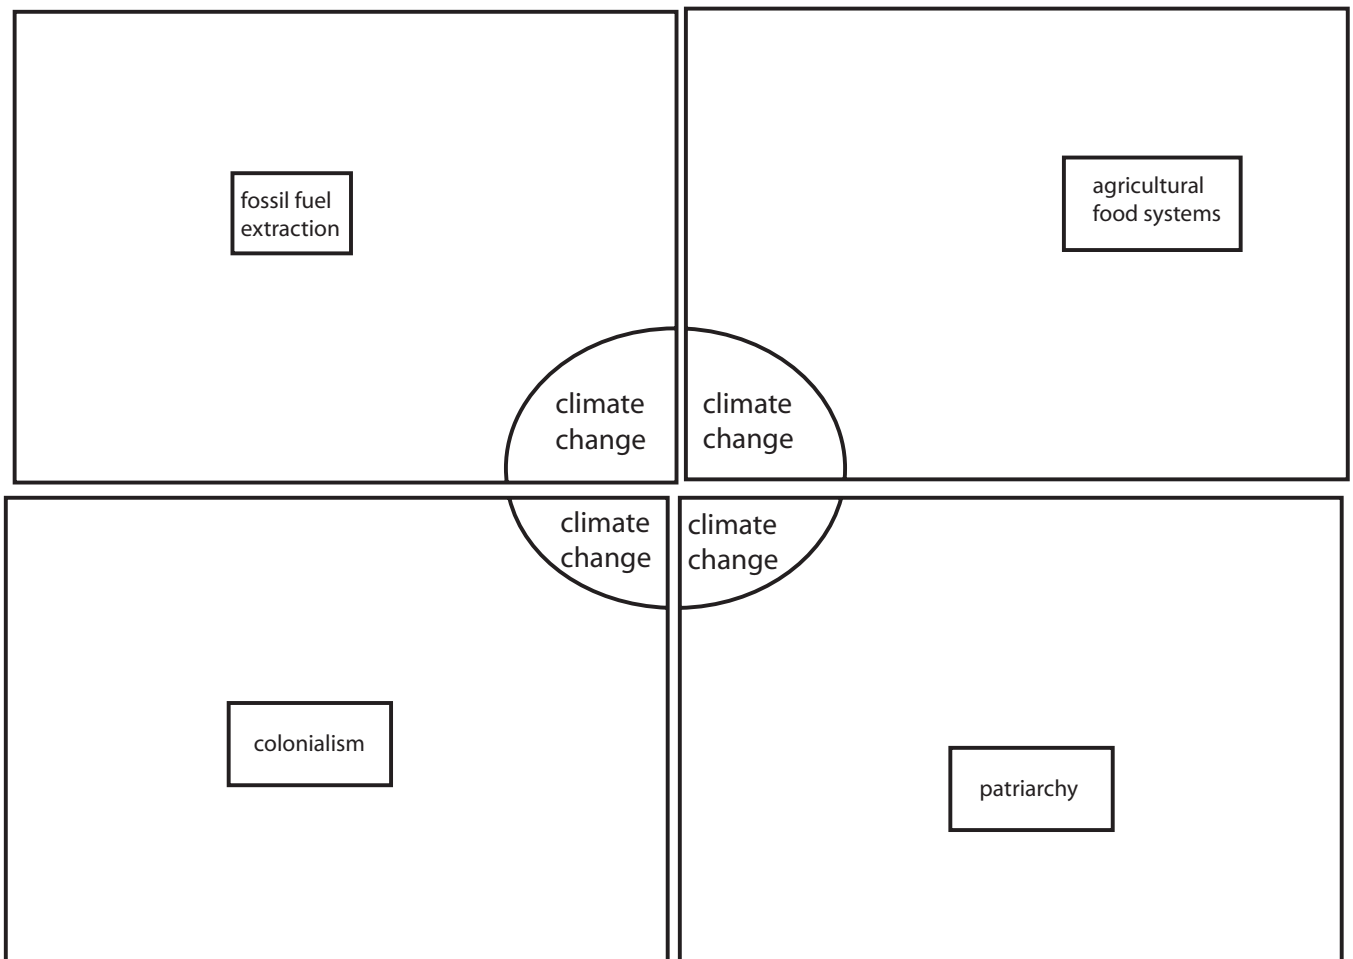 fossil fuel
extraction
agricultural
food systems
climate
change
climate
change
climate
change
climate
change
colonialism
patriarchy